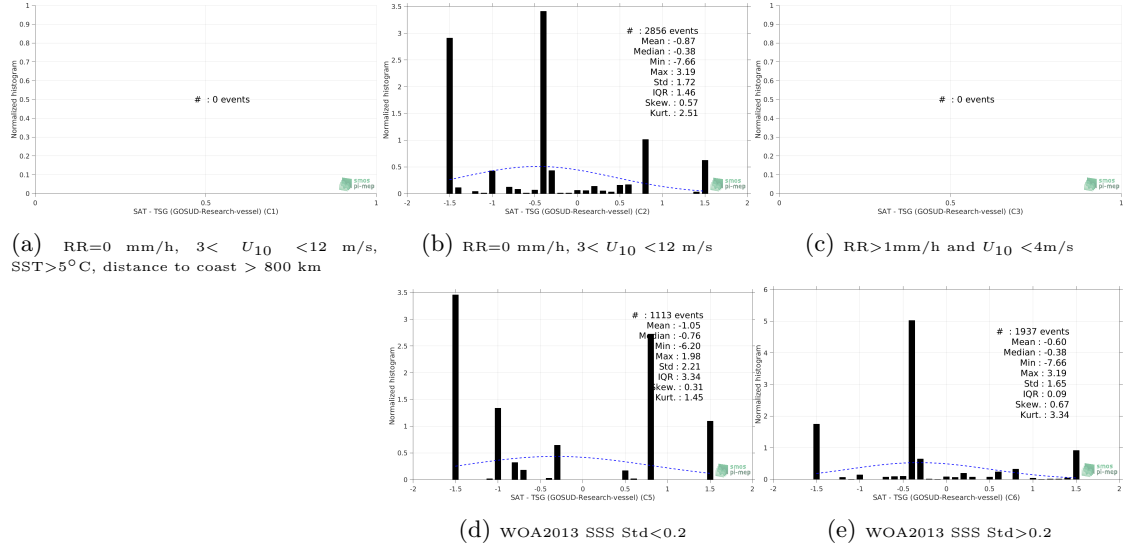 1
0.9
0.8
0.7
0.6
0.5
0.4
0.3
0.2
0.1
0
Normalized histogram
# : 0 events
smos
pi-mep
0 0.5 1
SAT - TSG (GOSUD-Research-vessel) (C1)
(a) RR=0 mm/h, 3< U10 <12 m/s,
SST>5°C, distance to coast > 800 km
3.5
3
2.5
2
1.5
1
0.5
0
Normalized histogram
# : 2856 events
Mean : -0.87
Median : -0.38
Min : -7.66
Max : 3.19
Std : 1.72
IQR : 1.46
Skew. : 0.57
Kurt. : 2.51
smos
pi-mep
-2 -1.5 -1 -0.5 0 0.5 1 1.5 2
SAT - TSG (GOSUD-Research-vessel) (C2)
(b) RR=0 mm/h, 3< U10 <12 m/s
1
0.9
0.8
0.7
0.6
0.5
0.4
0.3
0.2
0.1
0
Normalized histogram
# : 0 events
smos
pi-mep
0 0.5 1
SAT - TSG (GOSUD-Research-vessel) (C3)
(c) RR>1mm/h and U10 <4m/s
3.5
3
2.5
2
1.5
1
0.5
0
Normalized histogram
# : 1113 events
Mean : -1.05
Median : -0.76
Min : -6.20
Max : 1.98
Std : 2.21
IQR : 3.34
Skew. : 0.31
Kurt. : 1.45
smos
pi-mep
-2 -1.5 -1 -0.5 0 0.5 1 1.5 2
SAT - TSG (GOSUD-Research-vessel) (C5)
(d) WOA2013 SSS Std<0.2
6
5
4
3
2
1
0
Normalized histogram
# : 1937 events
Mean : -0.60
Median : -0.38
Min : -7.66
Max : 3.19
Std : 1.65
IQR : 0.09
Skew. : 0.67
Kurt. : 3.34
smos
pi-mep
-2 -1.5 -1 -0.5 0 0.5 1 1.5 2
SAT - TSG (GOSUD-Research-vessel) (C6)
(e) WOA2013 SSS Std>0.2